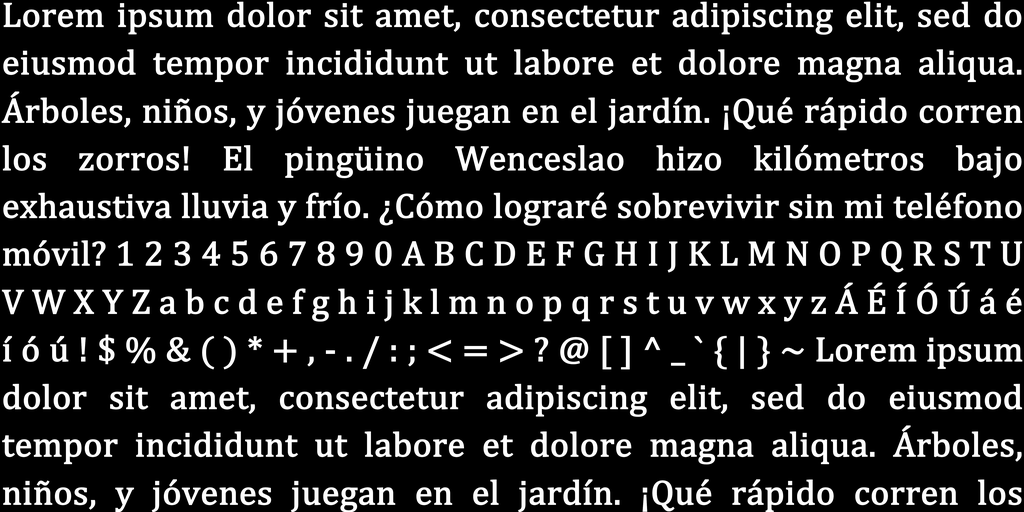 Lorem ipsum dolor sit amet, consectetur adipiscing elit, sed do
eiusmod tempor incididunt ut labore et dolore magna aliqua.
Árboles, niños, y jóvenes juegan en el jardín. ¡Qué rápido corren
los zorros! El pingüino Wenceslao hizo kilómetros bajo
exhaustiva lluvia y frío. ¿Cómo lograré sobrevivir sin mi teléfono
móvil? 1 2 3 4 5 6 7 8 9 0 A B C D E F G H I J K L M N O P Q R S T U
V W X Y Z a b c d e f g h i j k l m n o p q r s t u v w x y z Á É Í Ó Ú á é
í ó ú ! $ % & ( ) * + , - . / : ; < = > ? @ [ ] ^ _ ` { | } ~ Lorem ipsum
dolor sit amet, consectetur adipiscing elit, sed do eiusmod
tempor incididunt ut labore et dolore magna aliqua. Árboles,
niños, y jóvenes juegan en el jardín. ¡Qué rápido corren los